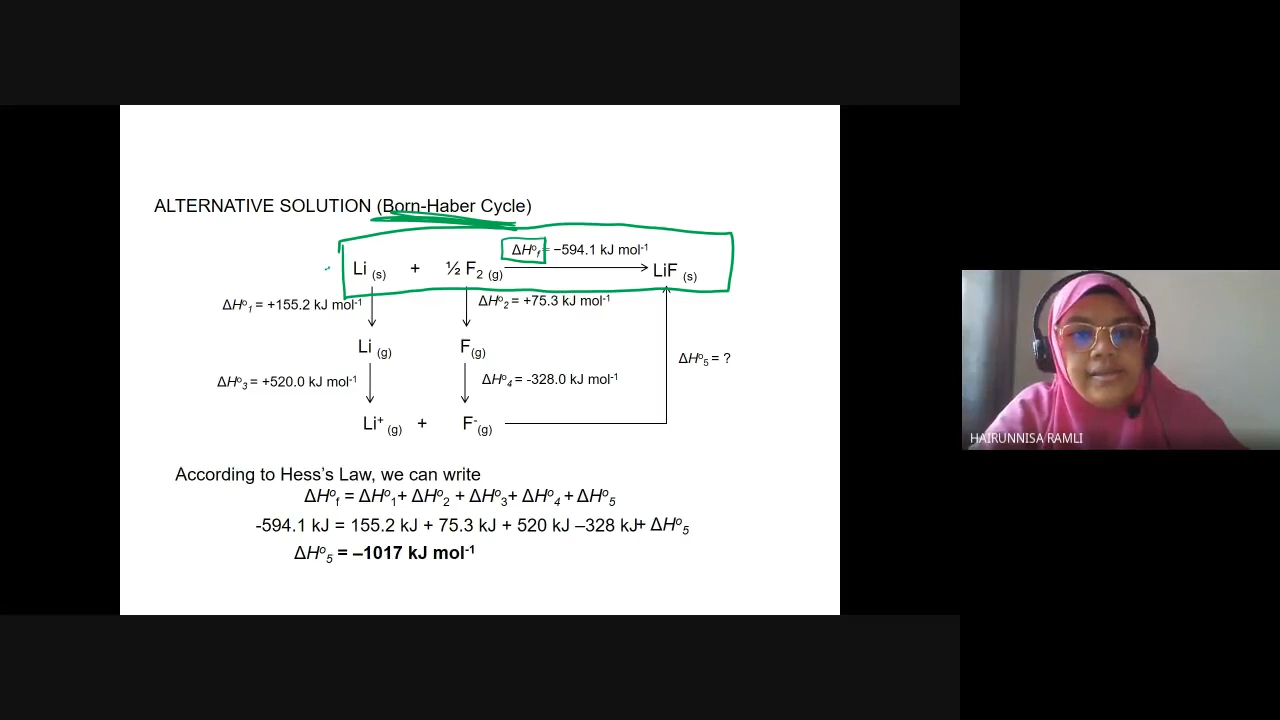 ALTERNATIVE SOLUTION (Born-Haber Cycle)
ΔH°f = −594.1 kJ mol-1
Li (s) + ½ F2 (g) LiF (s)
ΔH°1 = +155.2 kJ mol-1 ΔH°2 = +75.3 kJ mol-1
Li (g) F(g)
ΔH°5 = ?
ΔH°3 = +520.0 kJ mol-1 ΔH°4 = -328.0 kJ mol-1
Li+ (g) + F-(g)
According to Hess's Law, we can write
ΔH°f = ΔH°1+ ΔH°2 + ΔH°3+ ΔH°4 + ΔH°5
-594.1 kJ = 155.2 kJ + 75.3 kJ + 520 kJ –328 kJ+ ΔH°5
ΔH°5 = –1017 kJ mol-1
HAIRUNNISA RAMLI